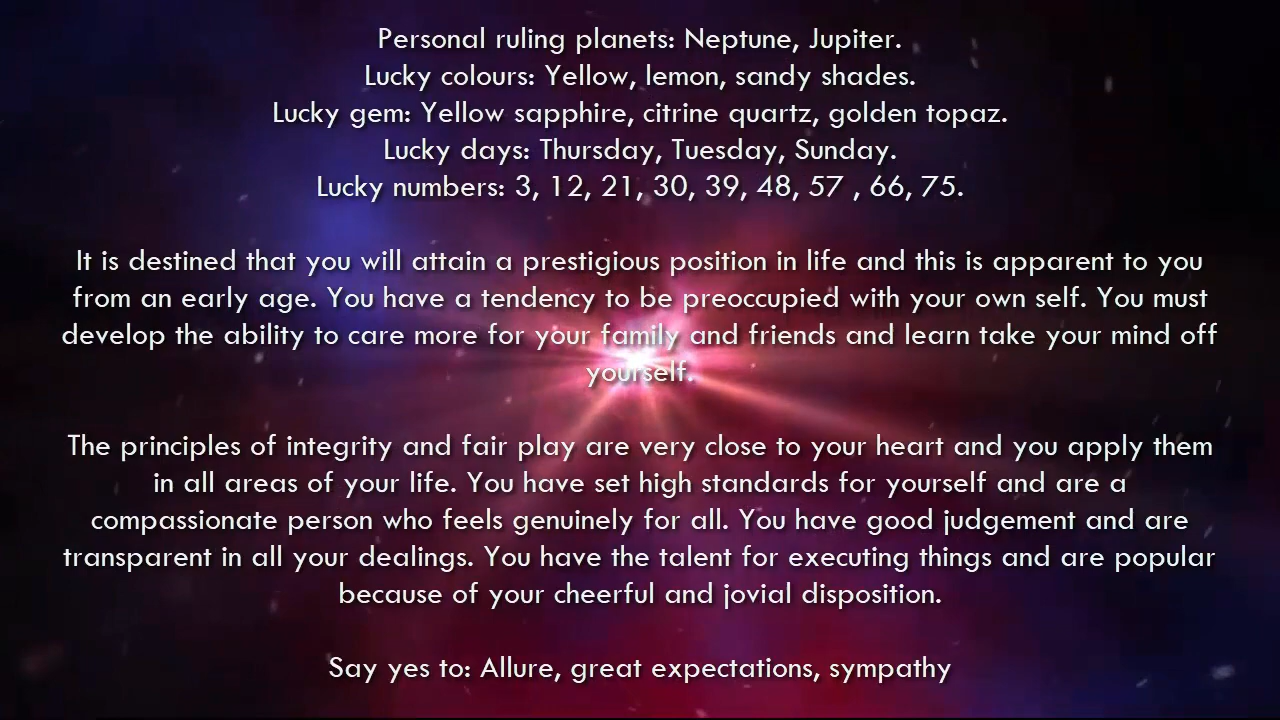 Personal ruling planets: Neptune, Jupiter.
Lucky colours: Yellow, lemon, sandy shades.
Lucky gem: Yellow sapphire, citrine quartz, golden topaz.
Lucky days: Thursday, Tuesday, Sunday.
Lucky numbers: 3, 12, 21, 30, 39, 48, 57 , 66, 75.
It is destined that you will attain a prestigious position in life and this is apparent to you
from an early age. You have a tendency to be preoccupied with your own self. You must
develop the ability to care more for your family and friends and learn take your mind off
yourself.
The principles of integrity and fair play are very close to your heart and you apply them
in all areas of your life. You have set high standards for yourself and are a
compassionate person who feels genuinely for all. You have good judgement and are
transparent in all your dealings. You have the talent for executing things and are popular
because of your cheerful and jovial disposition.
Say yes to: Allure, great expectations, sympathy